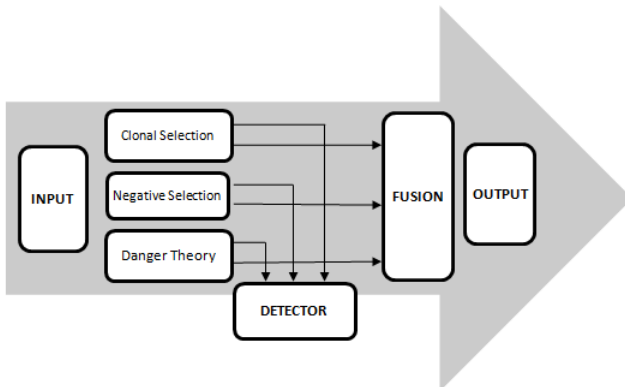 INPUT
Clonal Selection
Negative Selection
Danger Theory
DETECTOR
FUSION
OUTPUT